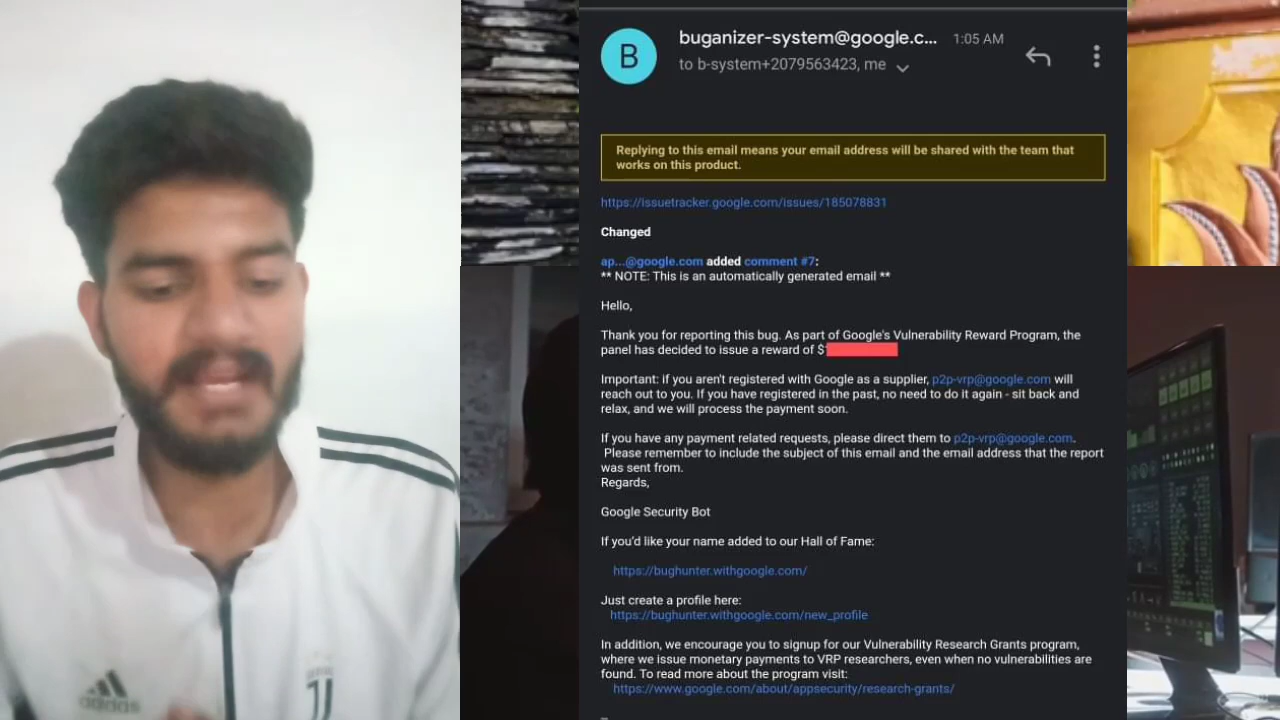 B
buganizer-system@google.c...
1:05 AM
to b-system+2079563423, me
Replying to this email means your email address will be shared with the team that
works on this product.
https://issuetracker.google.com/issues/185078831
Changed
ap...@google.com added comment #7:
** NOTE: This is an automatically generated email **
Hello,
Thank you for reporting this bug. As part of Google's Vulnerability Reward Program, the
panel has decided to issue a reward of $
Important: if you aren't registered with Google as a supplier, p2p-vrp@google.com will
reach out to you. If you have registered in the past, no need to do it again - sit back and
relax, and we will process the payment soon.
If you have any payment related requests, please direct them to p2p-vrp@google.com.
Please remember to include the subject of this email and the email address that the report
was sent from.
Regards,
Google Security Bot
If you'd like your name added to our Hall of Fame:
https://bughunter.withgoogle.com/
Just create a profile here:
https://bughunter.withgoogle.com/new_profile
In addition, we encourage you to signup for our Vulnerability Research Grants program,
where we issue monetary payments to VRP researchers, even when no vulnerabilities are
found. To read more about the program visit:
https://www.google.com/about/appsecurity/research-grants/
adidas